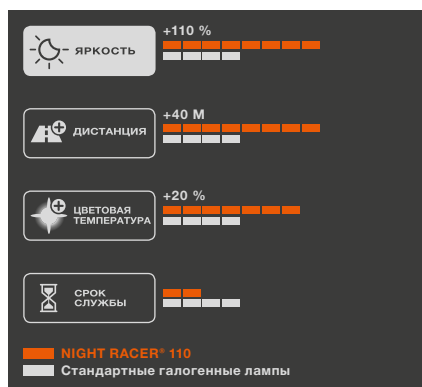 +110 %
ЯРКОСТЬ
+40 М
ДИСТАНЦИЯ
+20 %
ЦВЕТОВАЯ
ТЕМПЕРАТУРА
СРОК
СЛУЖБЫ
NIGHT RACER® 110
Стандартные галогенные лампы